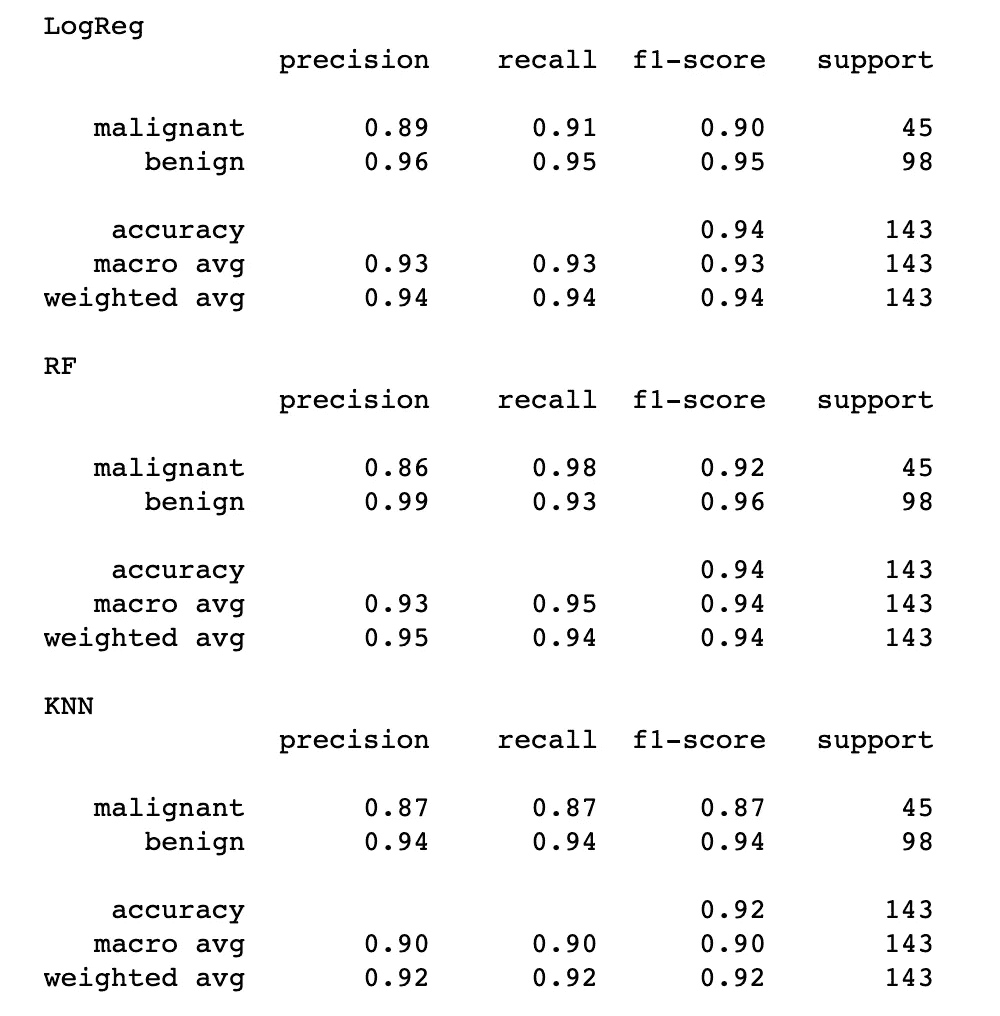 LogReg
precision recall f1-score support
malignant 0.89 0.91 0.90 45
benign 0.96 0.95 0.95 98
accuracy 0.94 143
macro avg 0.93 0.93 0.93 143
weighted avg 0.94 0.94 0.94 143
RF
precision recall f1-score support
malignant 0.86 0.98 0.92 45
benign 0.99 0.93 0.96 98
accuracy 0.94 143
macro avg 0.93 0.95 0.94 143
weighted avg 0.95 0.94 0.94 143
KNN
precision recall f1-score support
malignant 0.87 0.87 0.87 45
benign 0.94 0.94 0.94 98
accuracy 0.92 143
macro avg 0.90 0.90 0.90 143
weighted avg 0.92 0.92 0.92 143